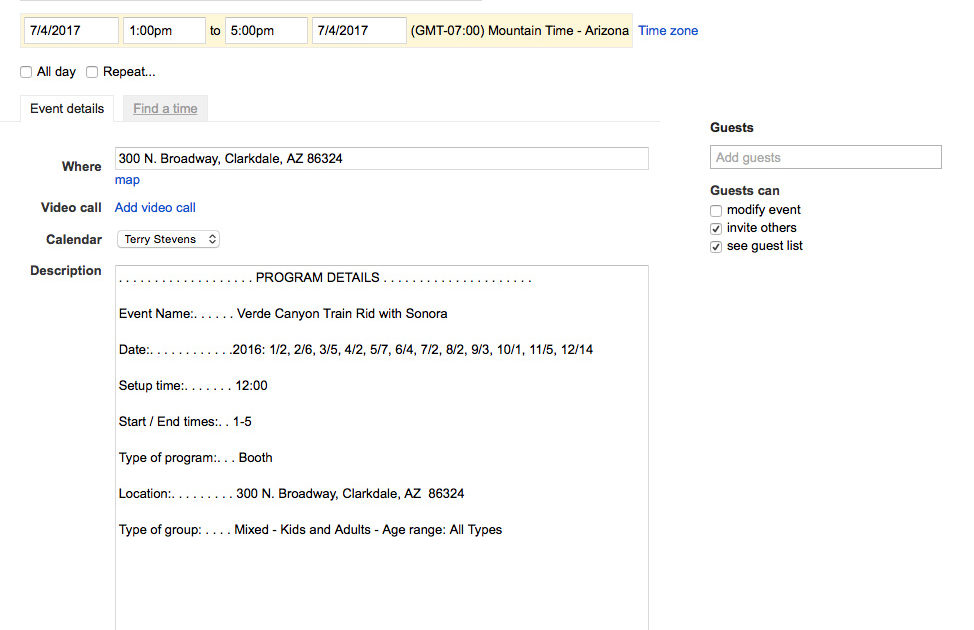 7/4/2017 1:00pm to 5:00pm 7/4/2017 (GMT-07:00) Mountain Time - Arizona Time zone
All day Repeat...
Event details Find a time
Guests
Add guests
Where 300 N. Broadway, Clarkdale, AZ 86324
map
Guests can
modify event
invite others
see guest list
Video call Add video call
Calendar Terry Stevens
Description
. . . . . . . . . . . . . . . . . . . PROGRAM DETAILS . . . . . . . . . . . . . . . . . . . . .
Event Name:. . . . . . Verde Canyon Train Rid with Sonora
Date:. . . . . . . . . . . .2016: 1/2, 2/6, 3/5, 4/2, 5/7, 6/4, 7/2, 8/2, 9/3, 10/1, 11/5, 12/14
Setup time:. . . . . . . 12:00
Start / End times:. . 1-5
Type of program:. . . Booth
Location:. . . . . . . . . 300 N. Broadway, Clarkdale, AZ  86324
Type of group: . . . . Mixed - Kids and Adults - Age range: All Types